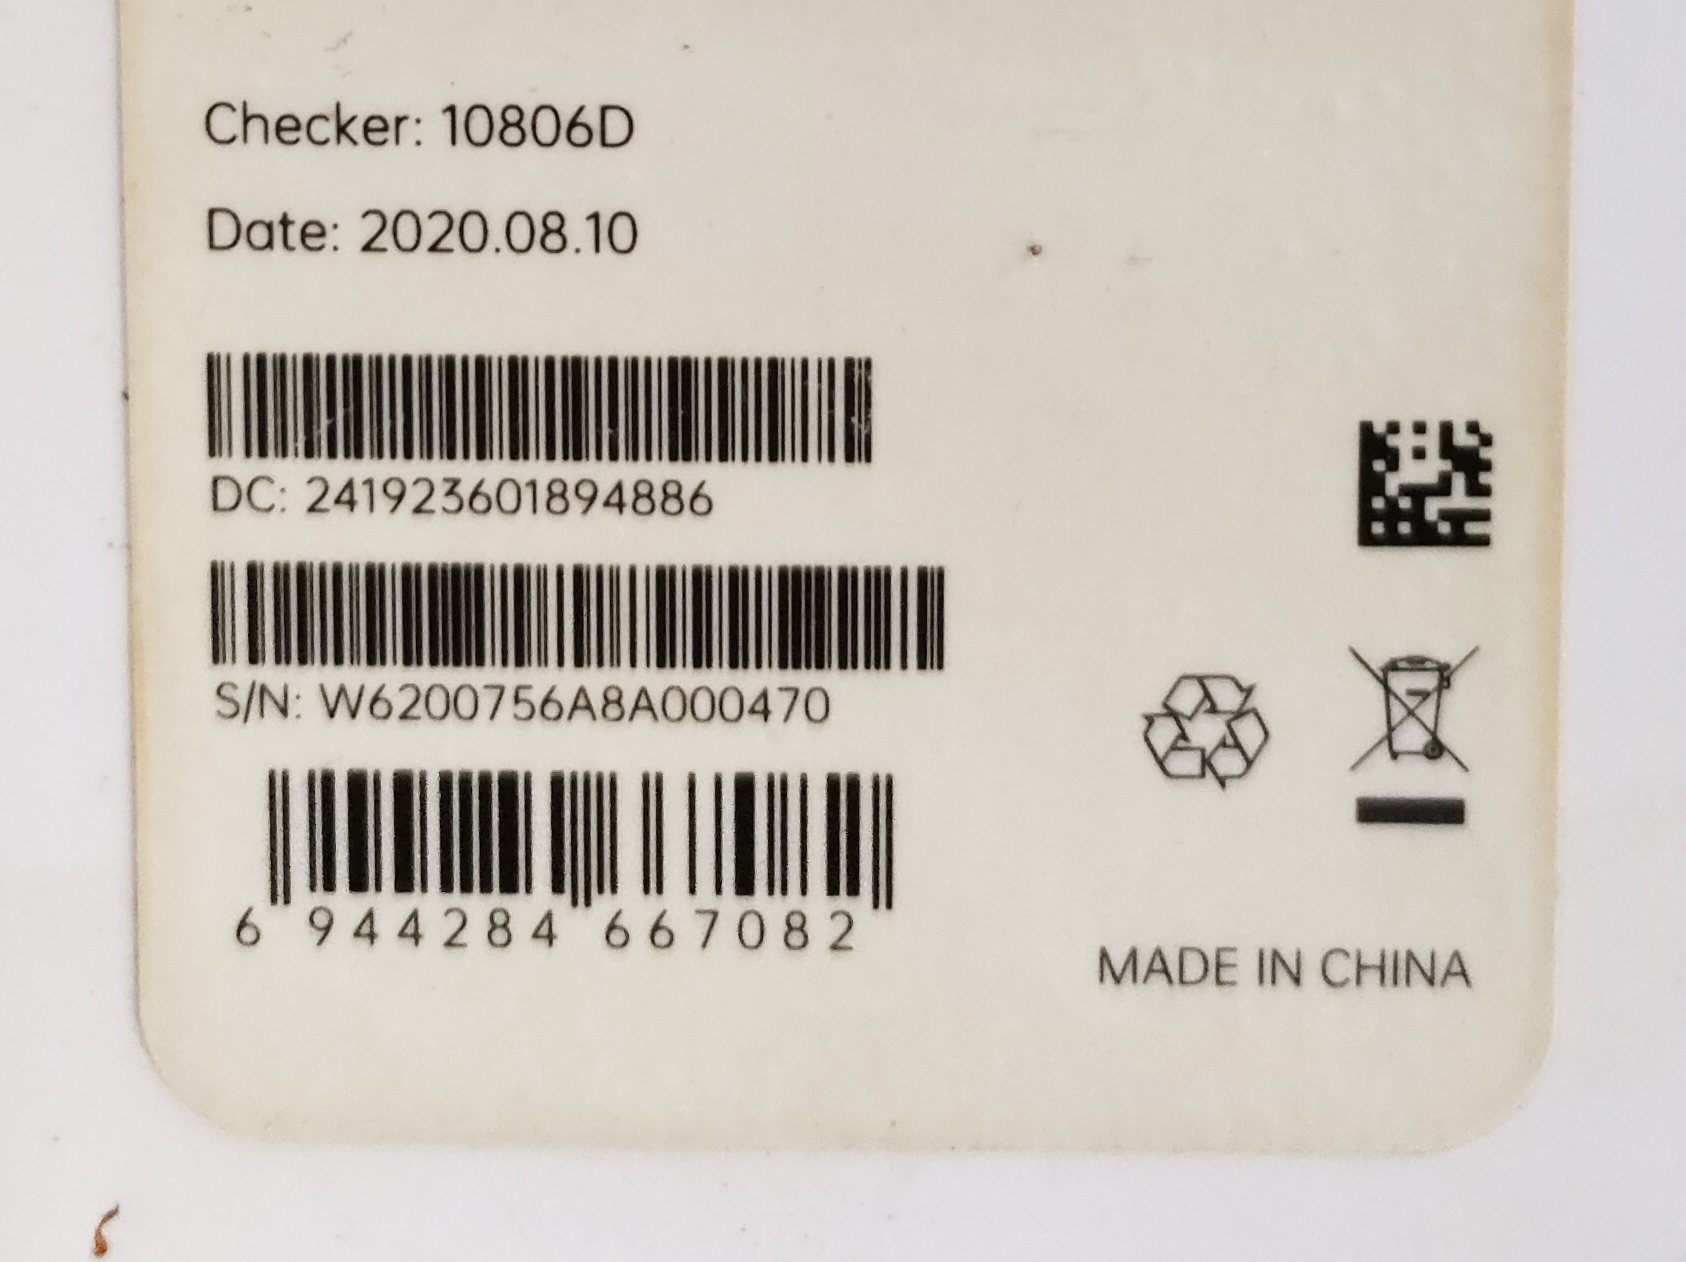 Checker: 10806D
Date: 2020.08.10
DC: 241923601894886
S/N: W6200756A8A000470
6 944284 667082
MADE IN CHINA